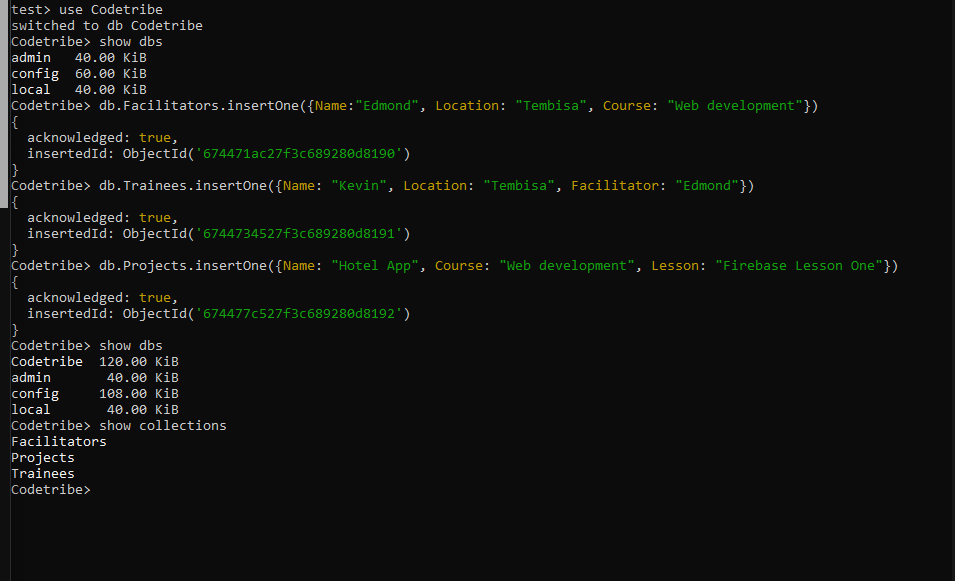 test> use Codetribe
switched to db Codetribe
Codetribe> show dbs
admin   40.00 KiB
config  60.00 KiB
local   40.00 KiB
Codetribe> db.Facilitators.insertOne({Name:"Edmond", Location: "Tembisa", Course: "Web development"})
{
  acknowledged: true,
  insertedId: ObjectId('674471ac27f3c689280d8190')
}
Codetribe> db.Trainees.insertOne({Name: "Kevin", Location: "Tembisa", Facilitator: "Edmond"})
{
  acknowledged: true,
  insertedId: ObjectId('6744734527f3c689280d8191')
}
Codetribe> db.Projects.insertOne({Name: "Hotel App", Course: "Web development", Lesson: "Firebase Lesson One"})
{
  acknowledged: true,
  insertedId: ObjectId('674477c527f3c689280d8192')
}
Codetribe> show dbs
Codetribe  120.00 KiB
admin       40.00 KiB
config     108.00 KiB
local       40.00 KiB
Codetribe> show collections
Facilitators
Projects
Trainees
Codetribe>